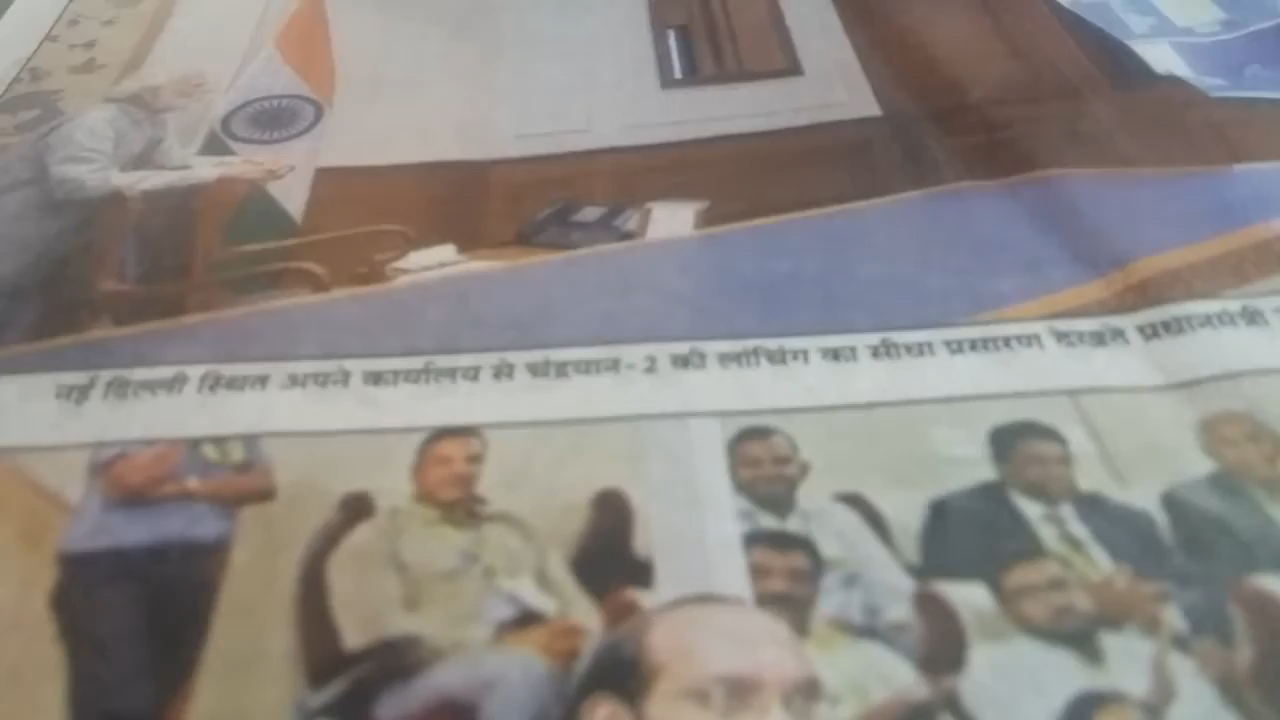 नई दिल्ली स्थित अपने कार्यालय से चंद्रयान-2 की लांचिंग का सीधा प्रसारण देखते प्रधानमंत्री